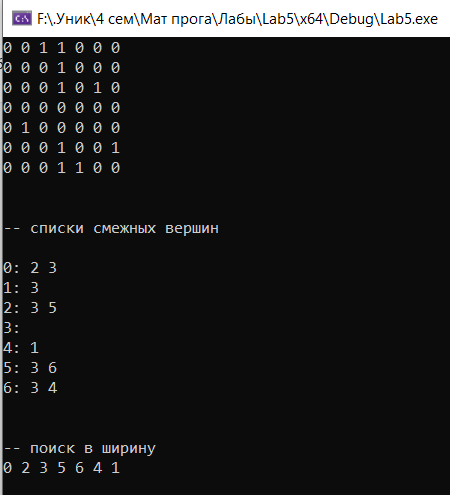 F:\.Уник\4 сем\Мат прога\Лабы\Lab5\x64\Debug\Lab5.exe
0 0 1 1 0 0 0
0 0 0 1 0 0 0
0 0 0 1 0 1 0
0 0 0 0 0 0 0
0 1 0 0 0 0 0
0 0 0 1 0 0 1
0 0 0 1 1 0 0
-- списки смежных вершин
0: 2 3
1: 3
2: 3 5
3:
4: 1
5: 3 6
6: 3 4
-- поиск в ширину
0 2 3 5 6 4 1